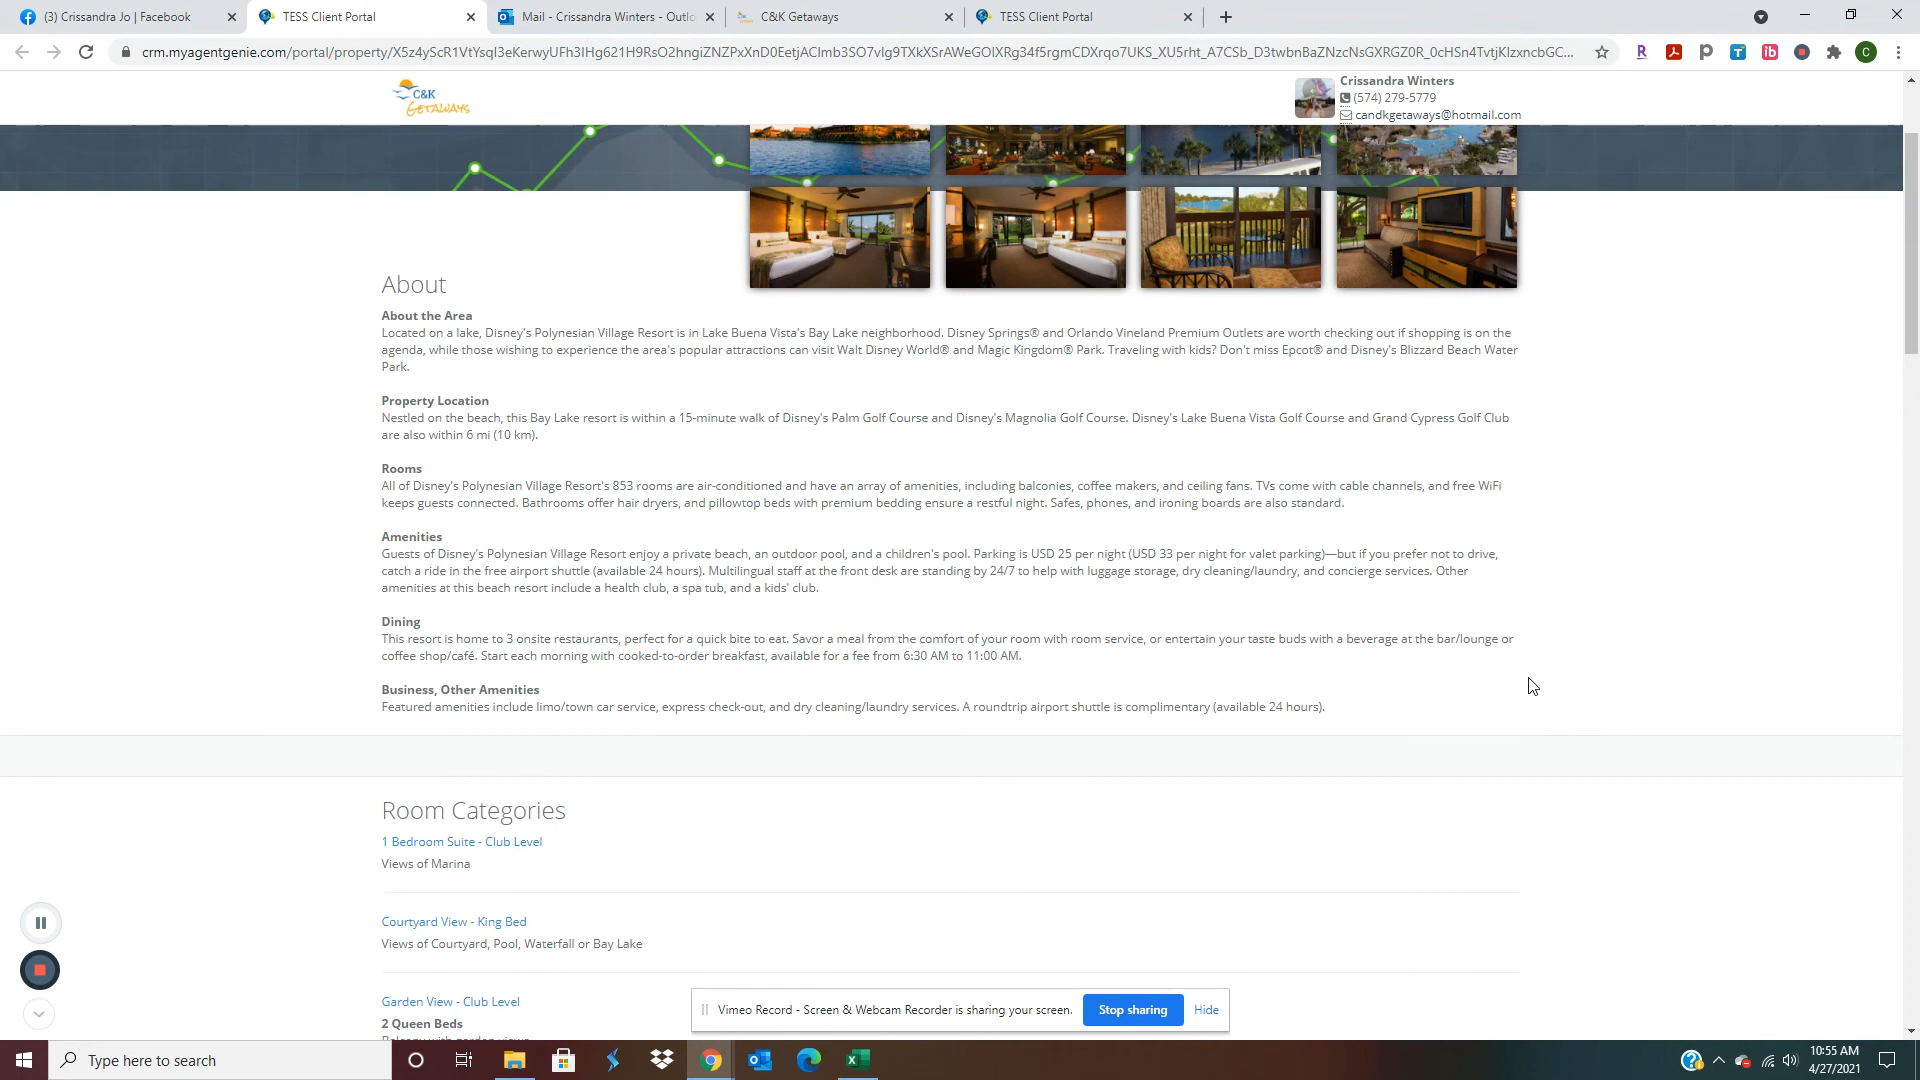 (3) Crissandra Jo | Facebook
TESS Client Portal
Mail - Crissandra Winters - Outlo
C&K Getaways
TESS Client Portal
crm.myagentgenie.com/portal/property/
C&K
GETAWAYS
Crissandra Winters
(574) 279-5779
candkgetaways@hotmail.com
About
About the Area
Located on a lake, Disney's Polynesian Village Resort is in Lake Buena Vista's Bay Lake neighborhood. Disney Springs® and Orlando Vineland Premium Outlets are worth checking out if shopping is on the
agenda, while those wishing to experience the area's popular attractions can visit Walt Disney World® and Magic Kingdom® Park. Traveling with kids? Don't miss Epcot® and Disney's Blizzard Beach Water
Park.
Property Location
Nestled on the beach, this Bay Lake resort is within a 15-minute walk of Disney's Palm Golf Course and Disney's Magnolia Golf Course. Disney's Lake Buena Vista Golf Course and Grand Cypress Golf Club
are also within 6 mi (10 km).
Rooms
All of Disney's Polynesian Village Resort's 853 rooms are air-conditioned and have an array of amenities, including balconies, coffee makers, and ceiling fans. TVs come with cable channels, and free WiFi
keeps guests connected. Bathrooms offer hair dryers, and pillowtop beds with premium bedding ensure a restful night. Safes, phones, and ironing boards are also standard.
Amenities
Guests of Disney's Polynesian Village Resort enjoy a private beach, an outdoor pool, and a children's pool. Parking is USD 25 per night (USD 33 per night for valet parking)—but if you prefer not to drive,
catch a ride in the free airport shuttle (available 24 hours). Multilingual staff at the front desk are standing by 24/7 to help with luggage storage, dry cleaning/laundry, and concierge services. Other
amenities at this beach resort include a health club, a spa tub, and a kids' club.
Dining
This resort is home to 3 onsite restaurants, perfect for a quick bite to eat. Savor a meal from the comfort of your room with room service, or entertain your taste buds with a beverage at the bar/lounge or
coffee shop/café. Start each morning with cooked-to-order breakfast, available for a fee from 6:30 AM to 11:00 AM.
Business, Other Amenities
Featured amenities include limo/town car service, express check-out, and dry cleaning/laundry services. A roundtrip airport shuttle is complimentary (available 24 hours).
Room Categories
1 Bedroom Suite - Club Level
Views of Marina
Courtyard View - King Bed
Views of Courtyard, Pool, Waterfall or Bay Lake
Garden View - Club Level
2 Queen Beds
Balcony with garden views
Vimeo Record - Screen & Webcam Recorder is sharing your screen.
Stop sharing
Hide
Type here to search
10:55 AM
4/27/2021